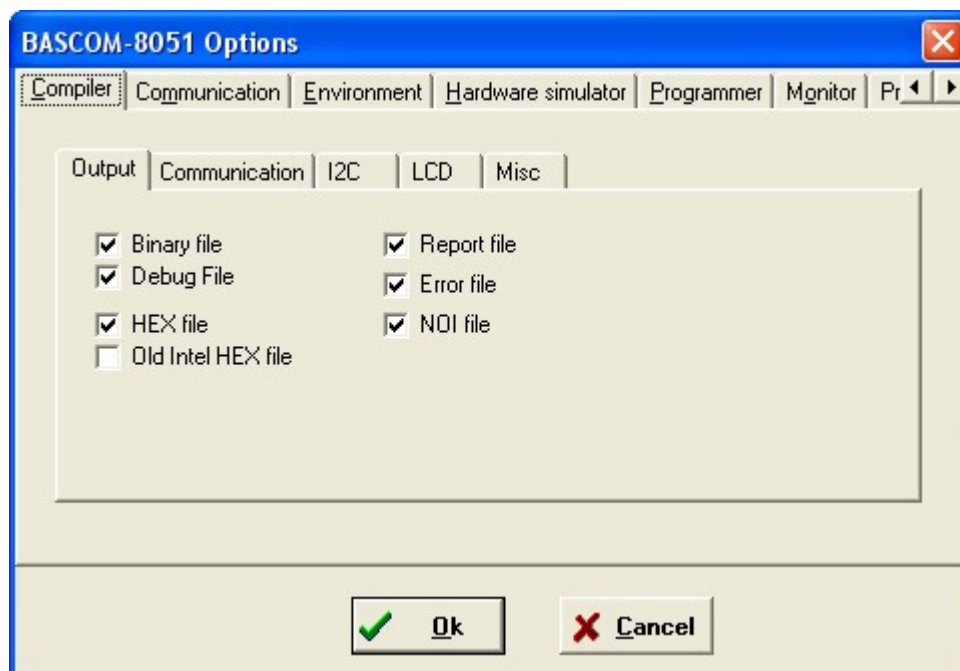 BASCOM-8051 Options
Compiler Communication Environment Hardware simulator Programmer Monitor Pr
Output Communication I2C LCD Misc
Binary file Report file
Debug File Error file
HEX file NOI file
Old Intel HEX file
Ok Cancel